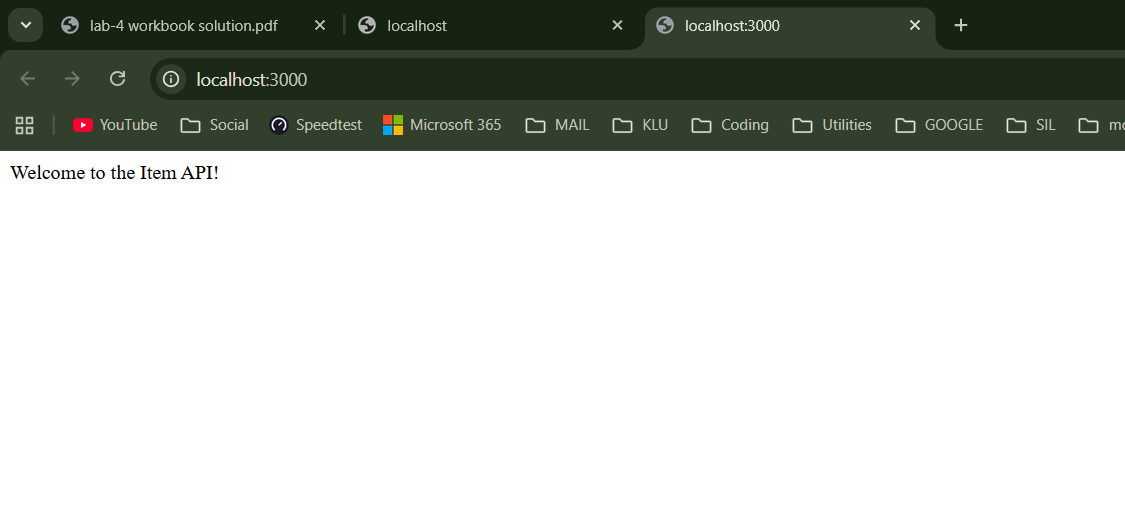 lab-4 workbook solution.pdf
localhost
localhost:3000
localhost:3000
YouTube Social Speedtest Microsoft 365 MAIL KLU Coding Utilities GOOGLE SIL
Welcome to the Item API!